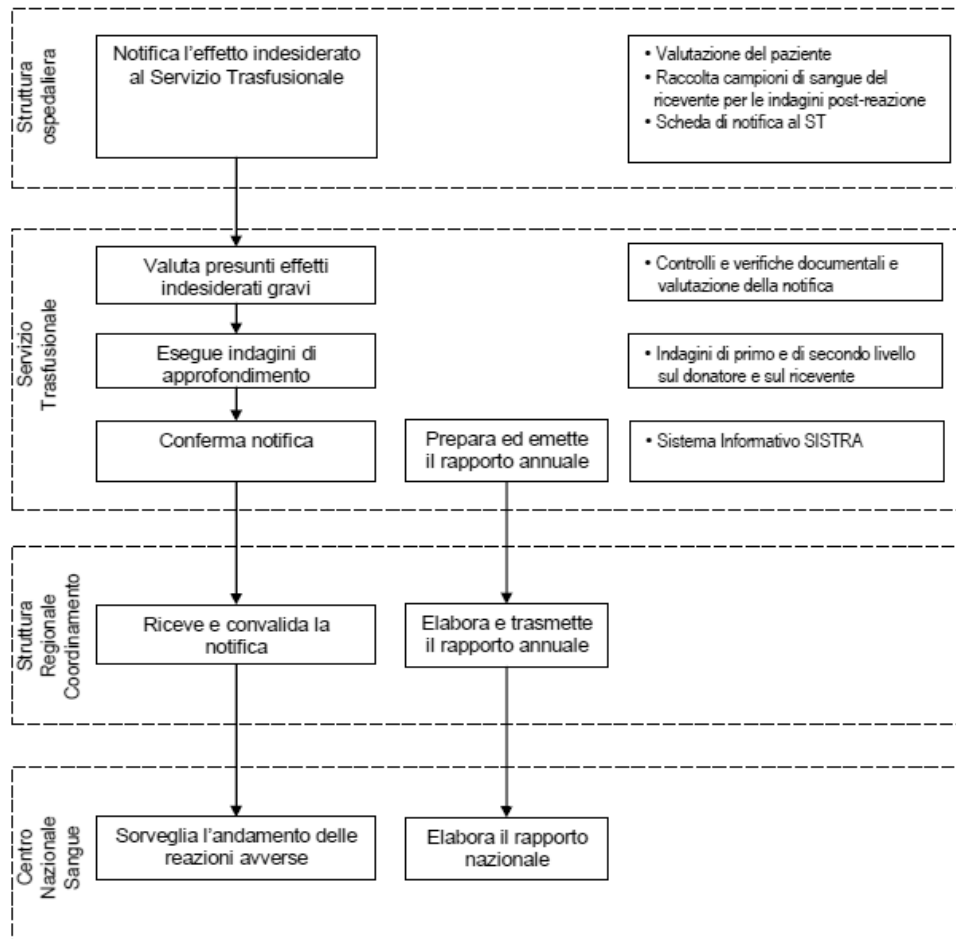 Struttura
ospedaliera
Notifica l'effetto indesiderato
al Servizio Trasfusionale
• Valutazione del paziente
• Raccolta campioni di sangue del
ricevente per le indagini post-reazione
• Scheda di notifica al ST
Servizio
Trasfusionale
Valuta presunti effetti
indesiderati gravi
• Controlli e verifiche documentali e
valutazione della notifica
Esegue indagini di
approfondimento
• Indagini di primo e di secondo livello
sul donatore e sul ricevente
Conferma notifica
Prepara ed emette
il rapporto annuale
• Sistema Informativo SISTRA
Struttura
Regionale
Coordinamento
Riceve e convalida la
notifica
Elabora e trasmette
il rapporto annuale
Centro
Nazionale
Sangue
Sorveglia l'andamento delle
reazioni avverse
Elabora il rapporto
nazionale